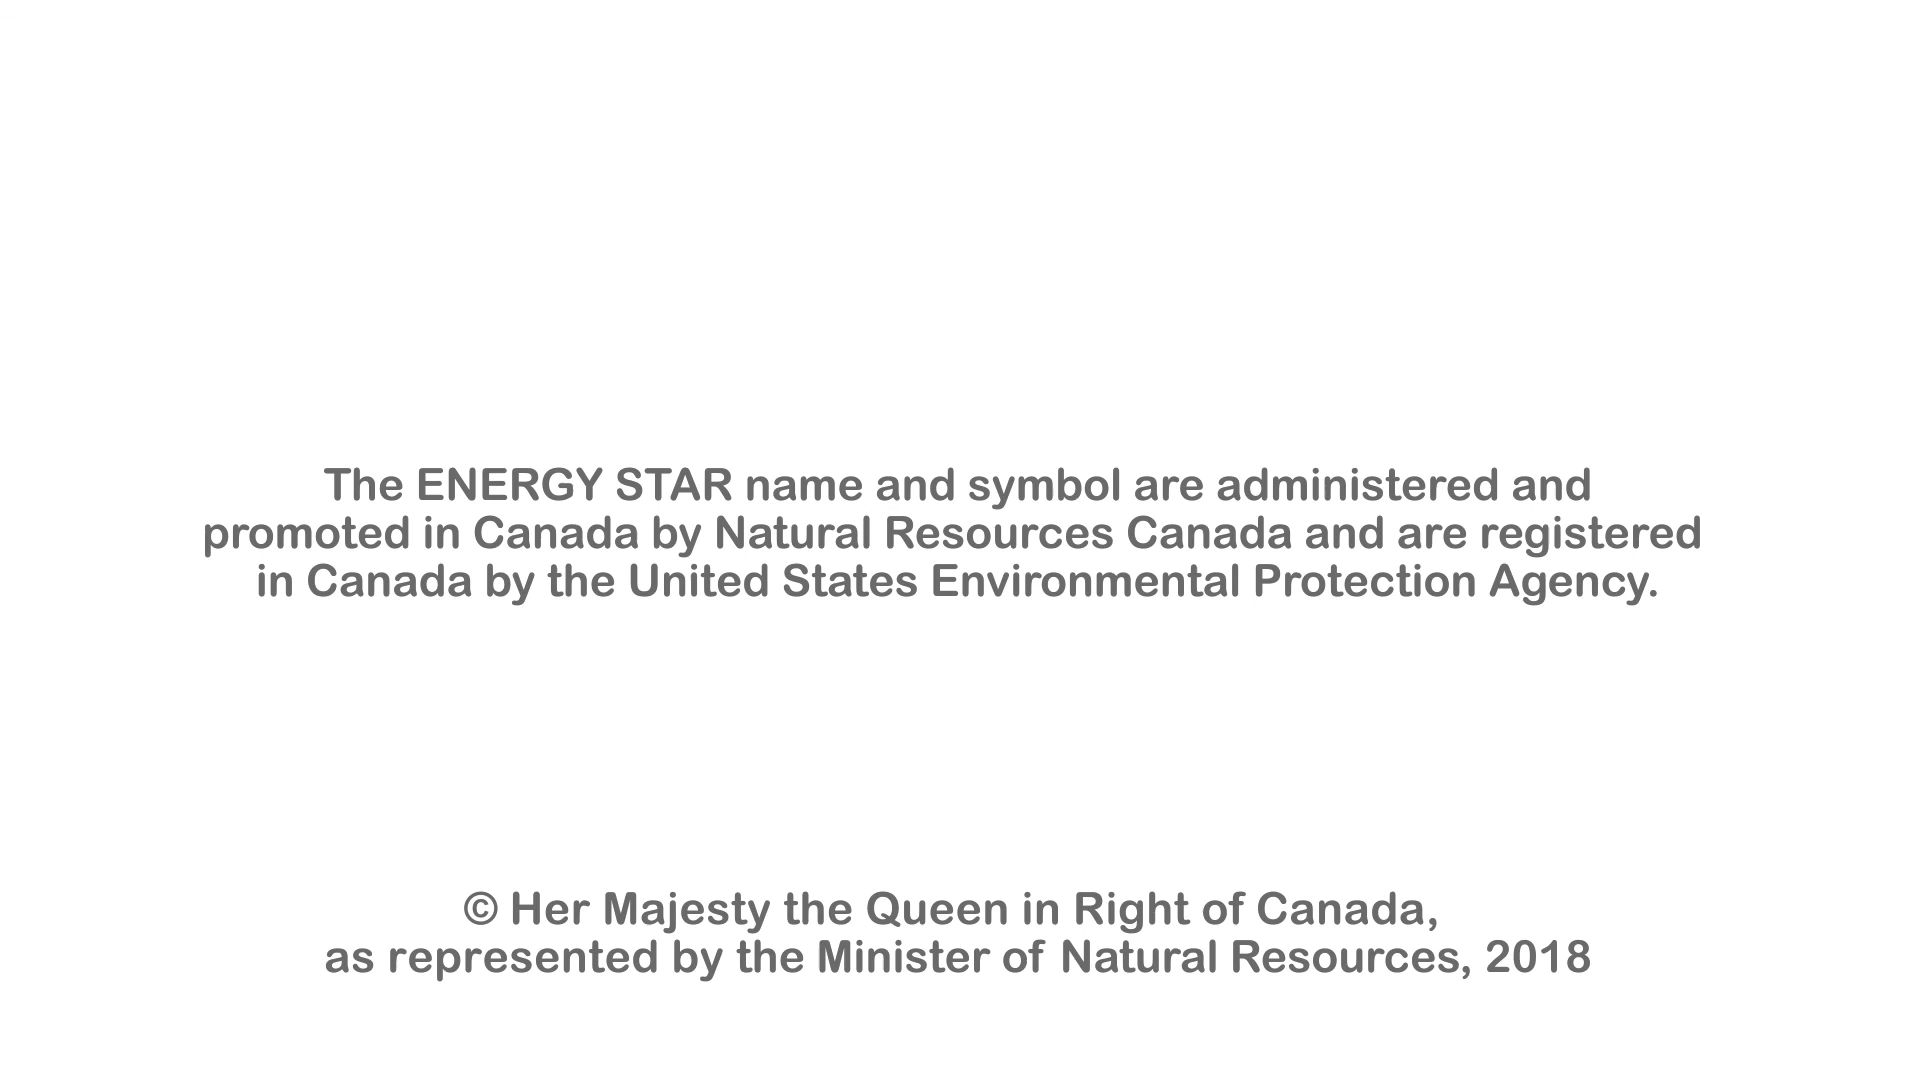 The ENERGY STAR name and symbol are administered and
promoted in Canada by Natural Resources Canada and are registered
in Canada by the United States Environmental Protection Agency.
© Her Majesty the Queen in Right of Canada,
as represented by the Minister of Natural Resources, 2018